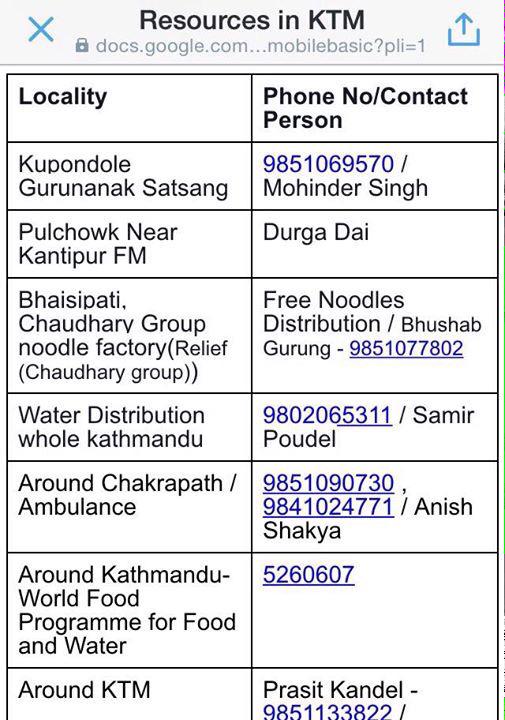 Resources in KTM
docs.google.com...mobilebasic?pli=1
Locality
Phone No/Contact
Person
Kupondole
Gurunanak Satsang
9851069570 /
Mohinder Singh
Pulchowk Near
Kantipur FM
Durga Dai
Bhaisipati,
Chaudhary Group
noodle factory(Relief
(Chaudhary group))
Free Noodles
Distribution / Bhushab
Gurung - 9851077802
Water Distribution
whole kathmandu
9802065311 / Samir
Poudel
Around Chakrapath /
Ambulance
9851090730 ,
9841024771 / Anish
Shakya
Around Kathmandu-
World Food
Programme for Food
and Water
5260607
Around KTM
Prasit Kandel -
9851133822 /